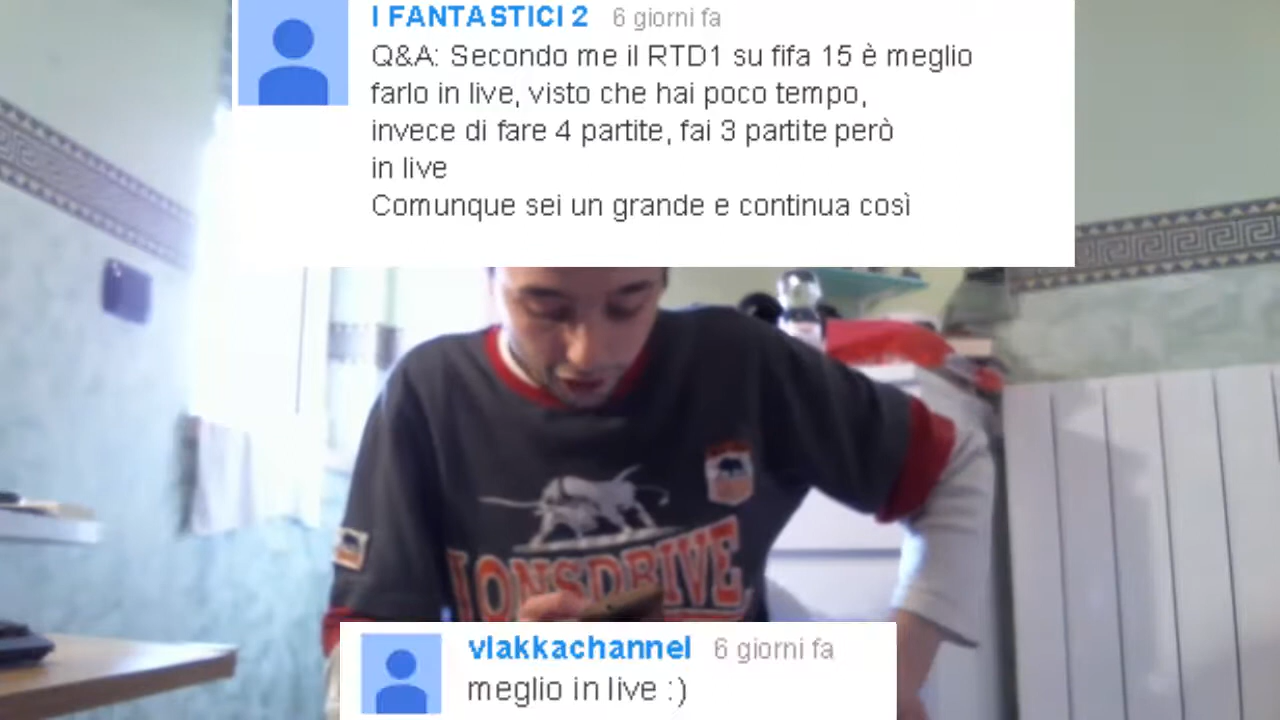 I FANTASTICI 2 6 giorni fa
Q&A: Secondo me il RTD1 su fifa 15 è meglio
farlo in live, visto che hai poco tempo,
invece di fare 4 partite, fai 3 partite però
in live
Comunque sei un grande e continua così
LONSDRIVE
vlakkachannel 6 giorni fa
meglio in live :)